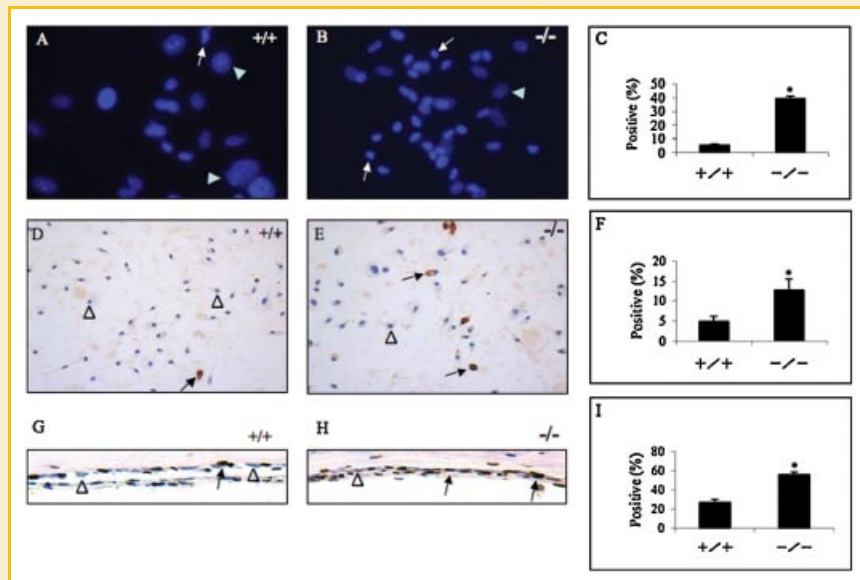 A +/+
B -/-
C
Positive (%)
50
40
30
20
10
0
+/+ -/-
*
D +/+
E -/-
F
Positive (%)
20
15
10
5
0
+/+ -/-
*
G +/+
H -/-
I
Positive (%)
80
60
40
20
0
+/+ -/-
*